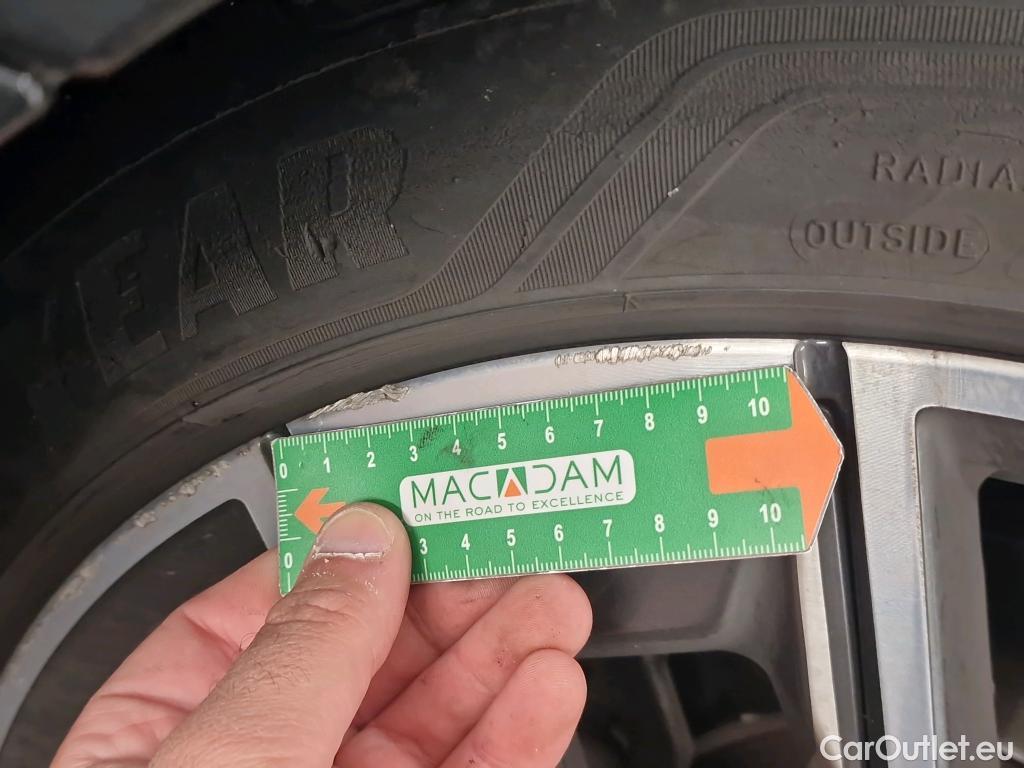 YEAR
RADIA
OUTSIDE
0 1 2 3 4 5 6 7 8 9 10
MACADAM
ON THE ROAD TO EXCELLENCE
0 3 4 5 6 7 8 9 10
CarOutlet.eu